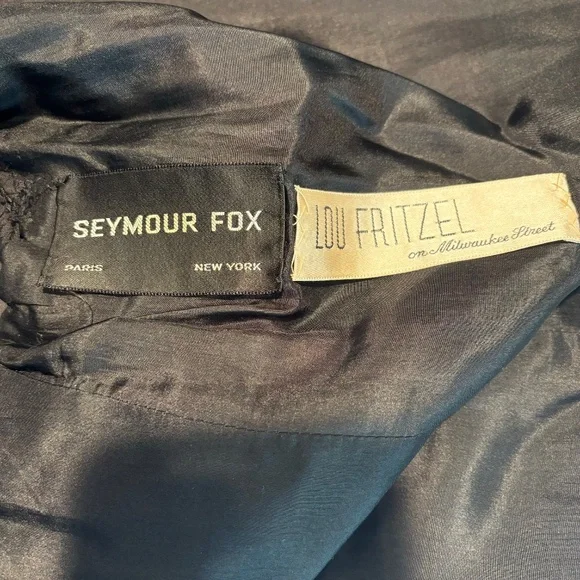 SEYMOUR FOX
PARIS NEW YORK
LOU FRITZEL
on Milwaukee Street